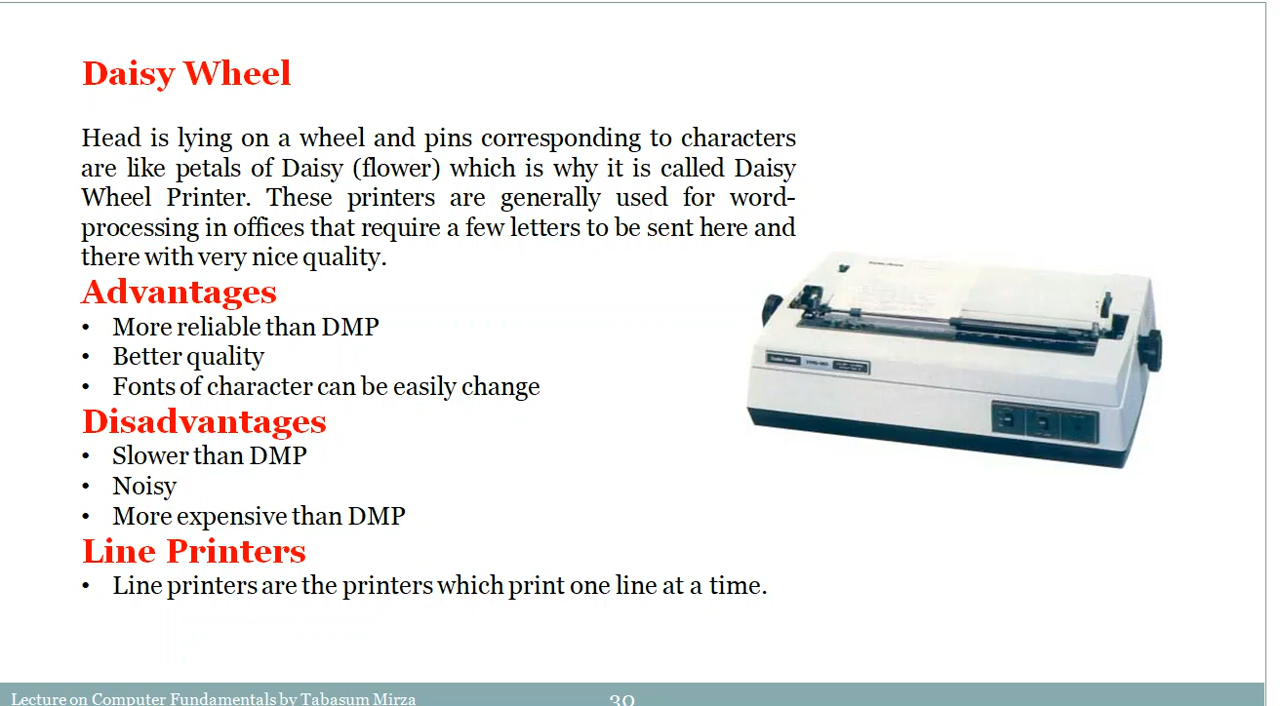 Daisy Wheel
Head is lying on a wheel and pins corresponding to characters
are like petals of Daisy (flower) which is why it is called Daisy
Wheel Printer. These printers are generally used for word-
processing in offices that require a few letters to be sent here and
there with very nice quality.
Advantages
• More reliable than DMP
• Better quality
• Fonts of character can be easily change
Disadvantages
• Slower than DMP
• Noisy
• More expensive than DMP
Line Printers
• Line printers are the printers which print one line at a time.
Lecture on Computer Fundamentals by Tabasum Mirza
30